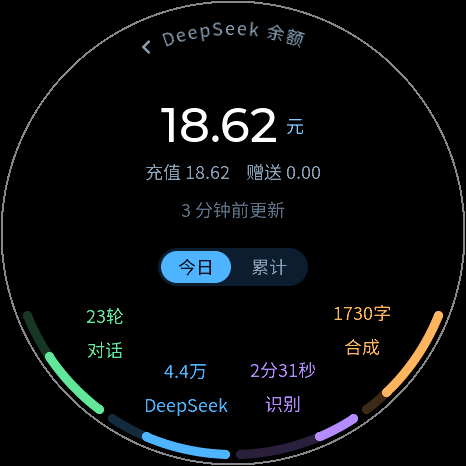 DeepSeek 余额
18.62 元
充值 18.62 赠送 0.00
3 分钟前更新
今日 累计
23轮
对话
4.4万
DeepSeek
2分31秒
识别
1730字
合成